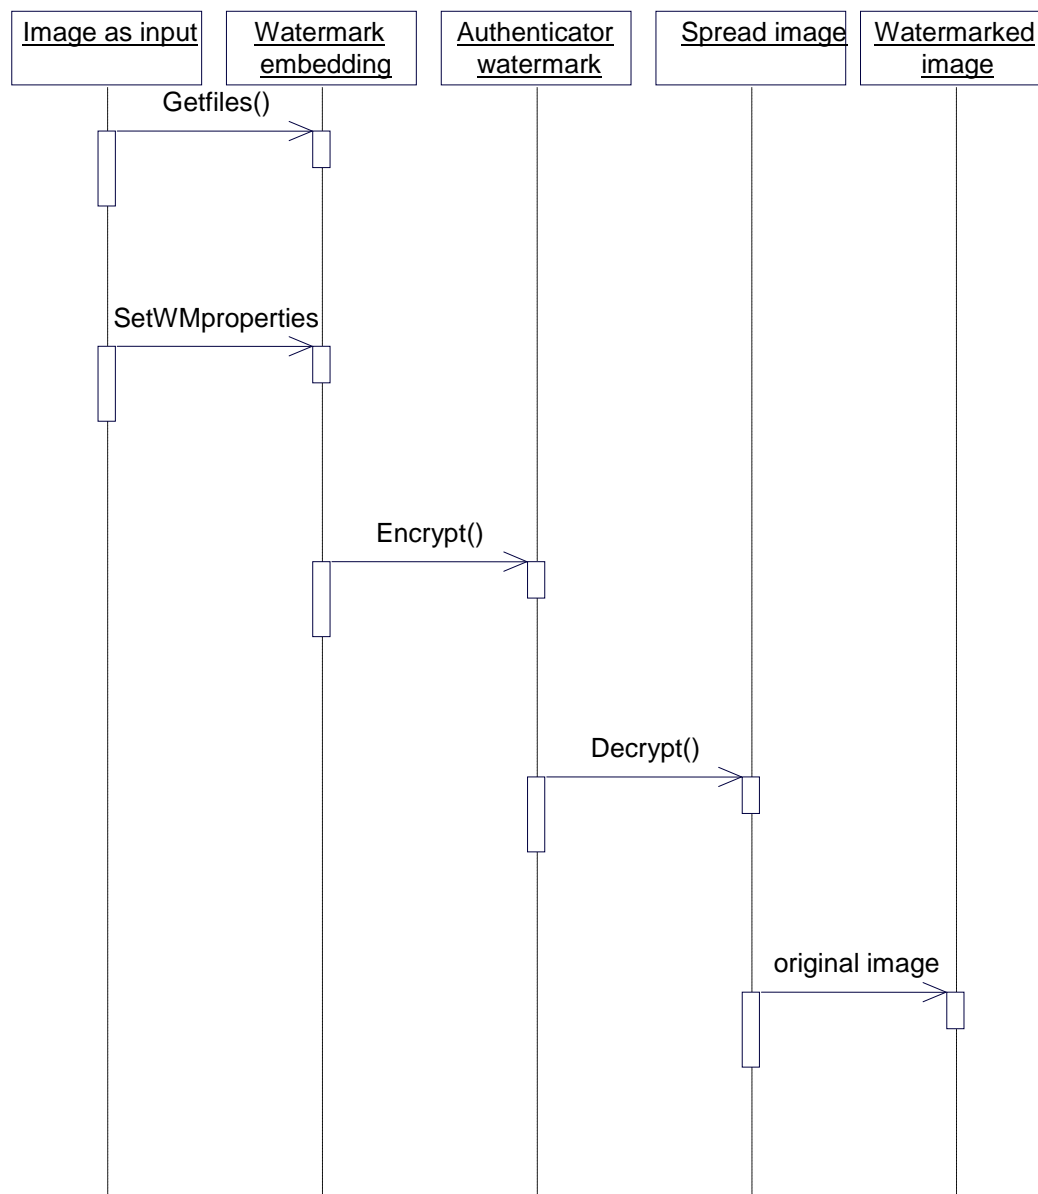 Image as input
Watermark
embedding
Authenticator
watermark
Spread image
Watermarked
image
Getfiles()
SetWMproperties
Encrypt()
Decrypt()
original image